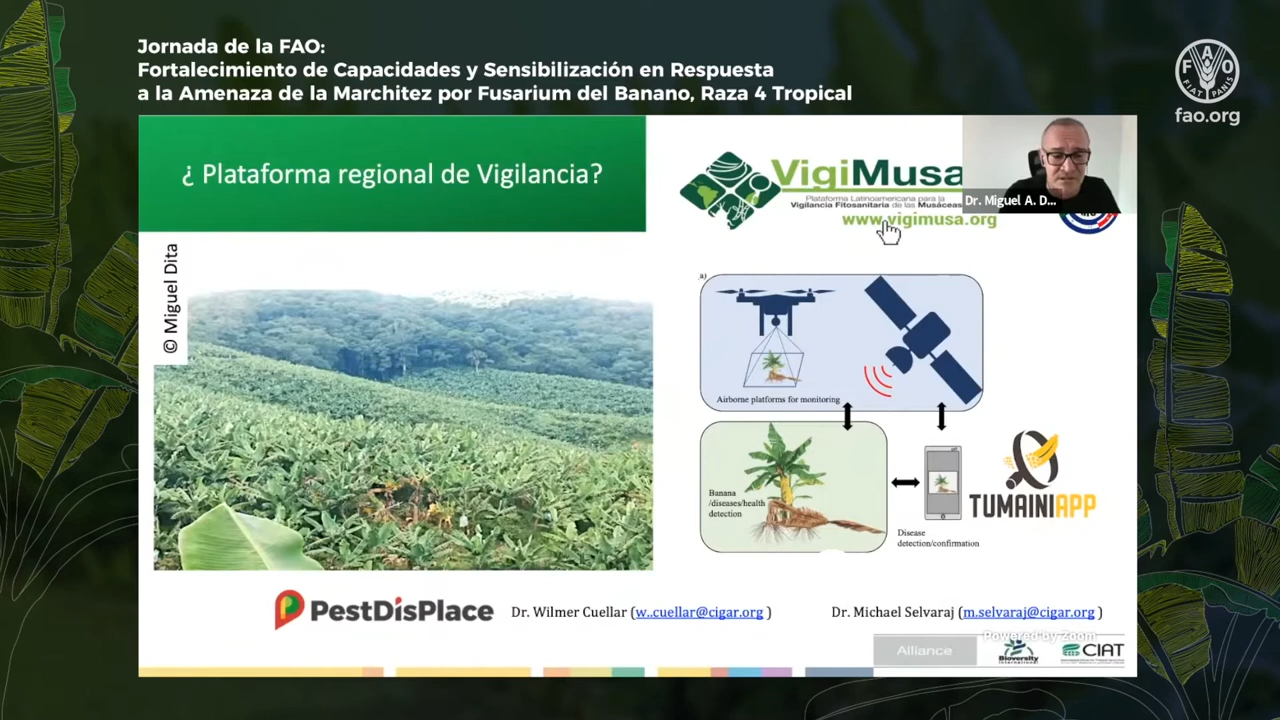 Jornada de la FAO:
Fortalecimiento de Capacidades y Sensibilización en Respuesta
a la Amenaza de la Marchitez por Fusarium del Banano, Raza 4 Tropical
F A O
FIAT PANIS
fao.org
¿ Plataforma regional de Vigilancia?
VigiMusa
Plataforma Latinoamericana para la
Vigilancia Fitosanitaria de las Musáceas
www.vigimusa.org
Dr. Miguel A. D...
© Miguel Dita
a)
Airborne platforms for monitoring
Banana
/diseases/health
detection
Disease
detection/confirmation
TUMAINIAPP
PestDisPlace
Dr. Wilmer Cuellar (w..cuellar@cigar.org )
Dr. Michael Selvaraj (m.selvaraj@cigar.org )
Powered by Zoom
Alliance
Bioversity
International
CIAT